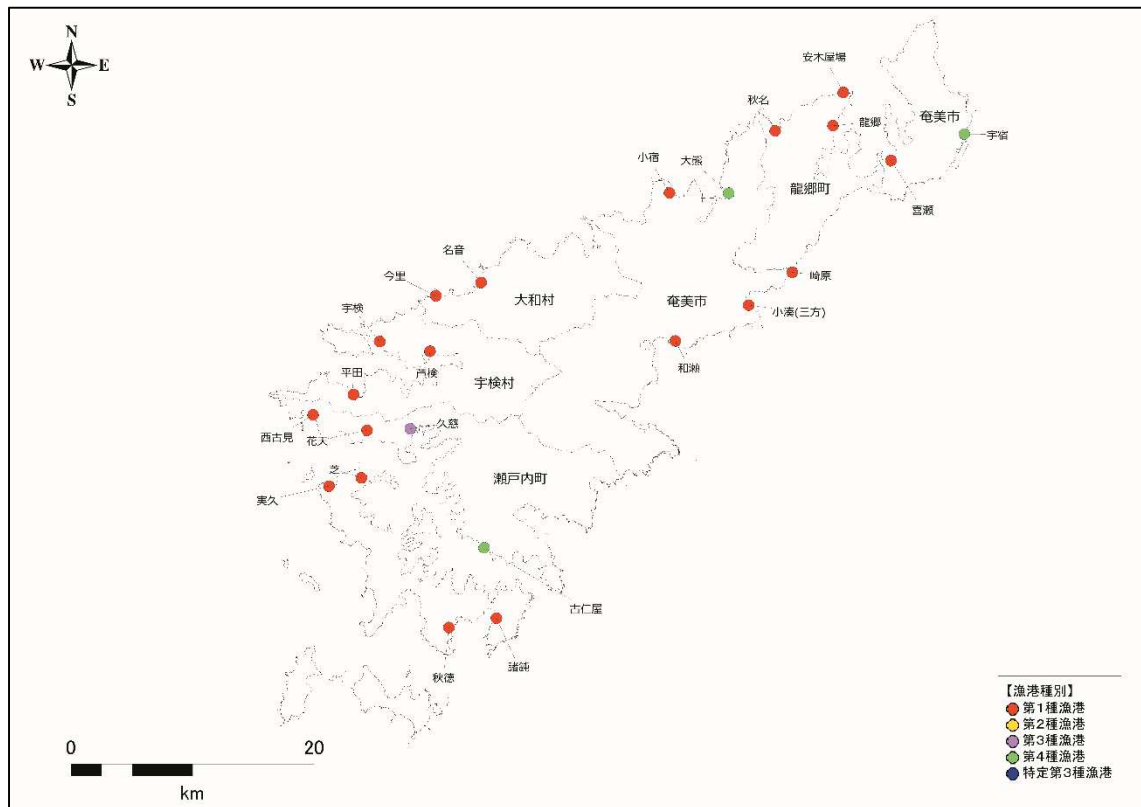 N
W E
S
安木屋場
秋名
龍郷
奄美市
宇宿
小宿
大熊
龍郷町
喜瀬
名音
今里
崎原
大和村
奄美市
小湊(三方)
宇検
和瀬
平田
芦検
宇検村
西古見
花天
久慈
芝
瀬戸内町
実久
古仁屋
諸鈍
秋徳
【漁港種別】
第1種漁港
第2種漁港
第3種漁港
第4種漁港
特定第3種漁港
0 20
km